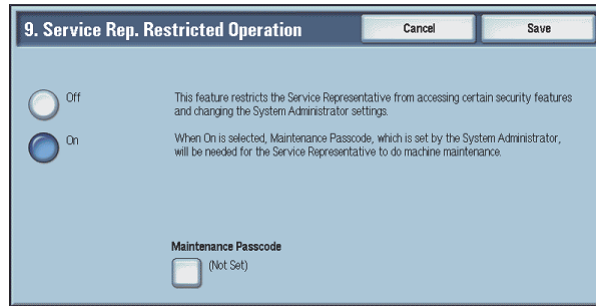 9. Service Rep. Restricted Operation
Cancel
Save
Off
This feature restricts the Service Representative from accessing certain security features
and changing the System Administrator settings.
On
When On is selected, Maintenance Passcode, which is set by the System Administrator,
will be needed for the Service Representative to do machine maintenance.
Maintenance Passcode
(Not Set)